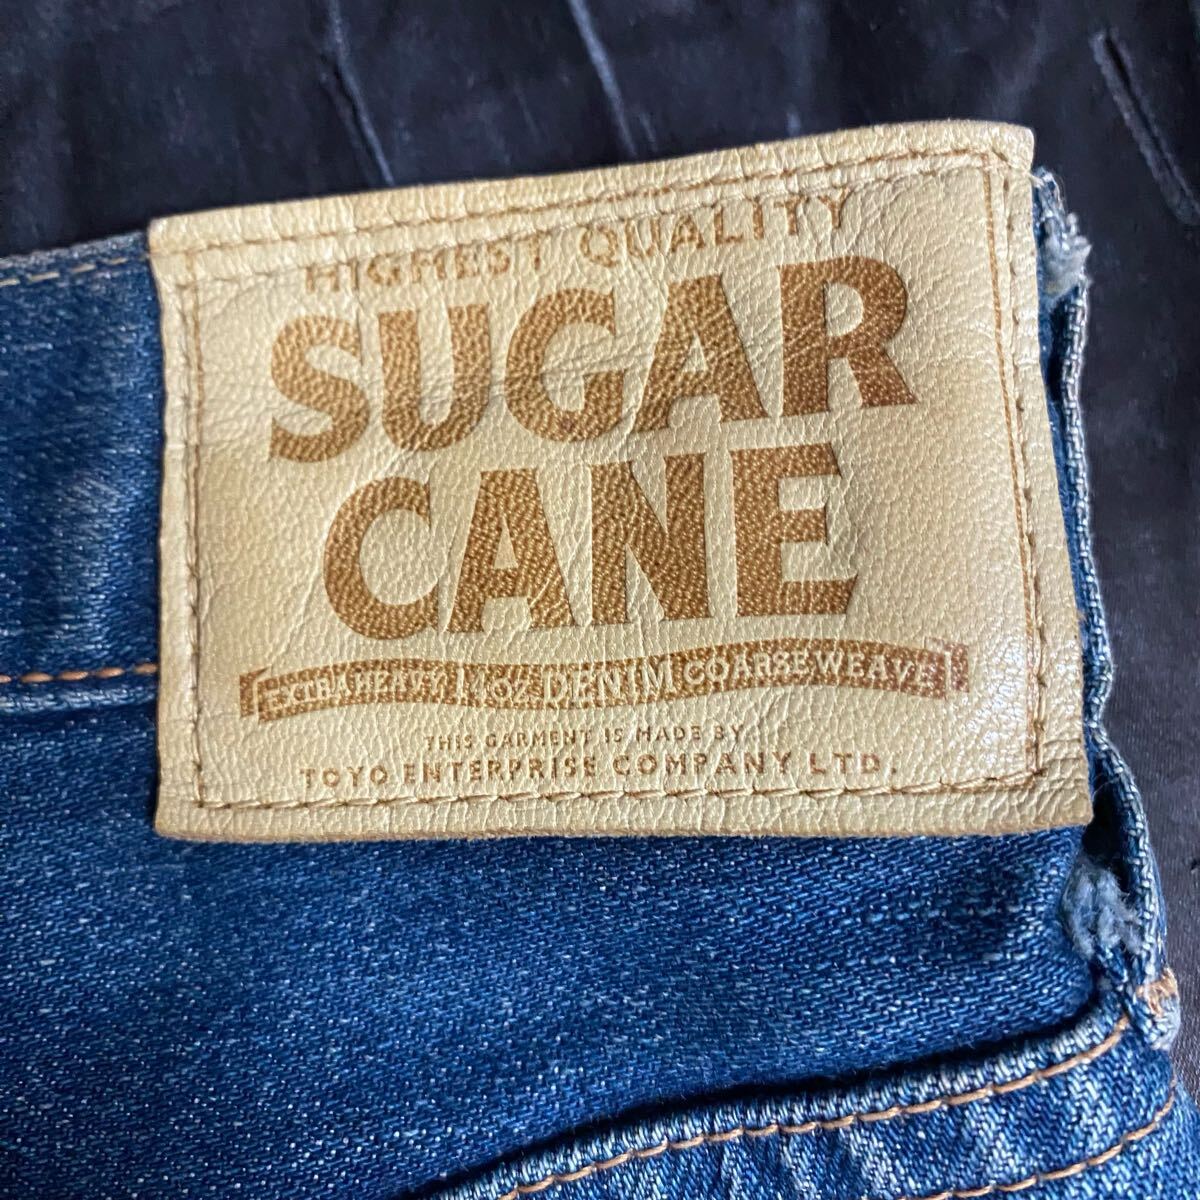 HIGHEST QUALITY
SUGAR
CANE
EXTRA HEAVY 14oz DENIM COARSE WEAVE
THIS GARMENT IS MADE BY
TOYO ENTERPRISE COMPANY LTD.